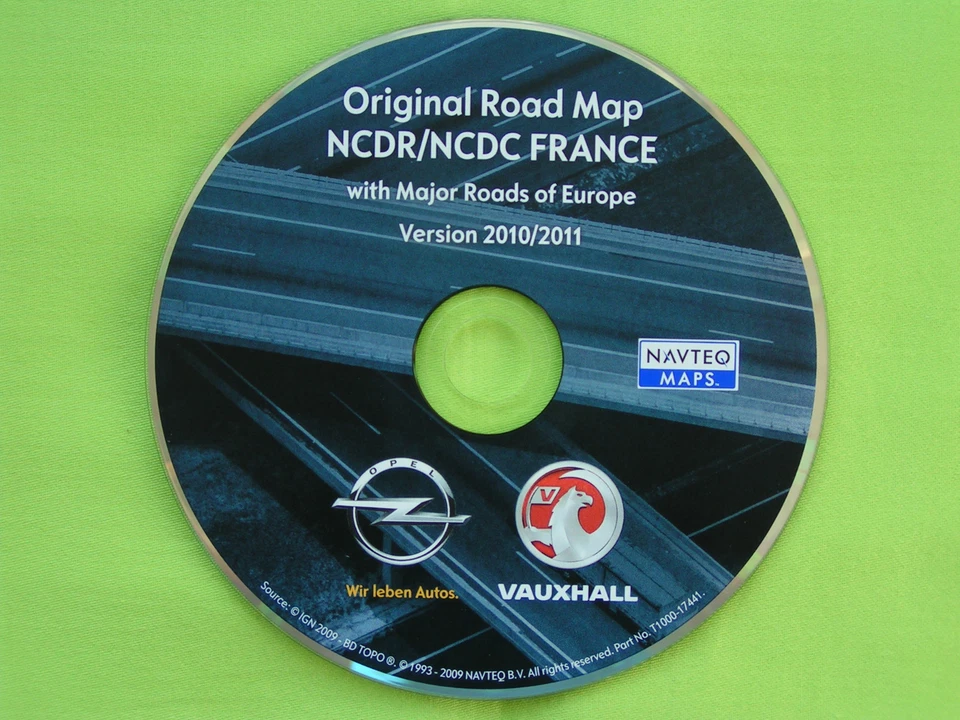 Original Road Map
NCDR/NCDC FRANCE
with Major Roads of Europe
Version 2010/2011
NAVTEQ
MAPS™
OPEL
V
Wir leben Autos.
VAUXHALL
Source: © IGN 2009 - BD TOPO ®. © 1993 - 2009 NAVTEQ B.V. All rights reserved. Part No. T1000-17441.